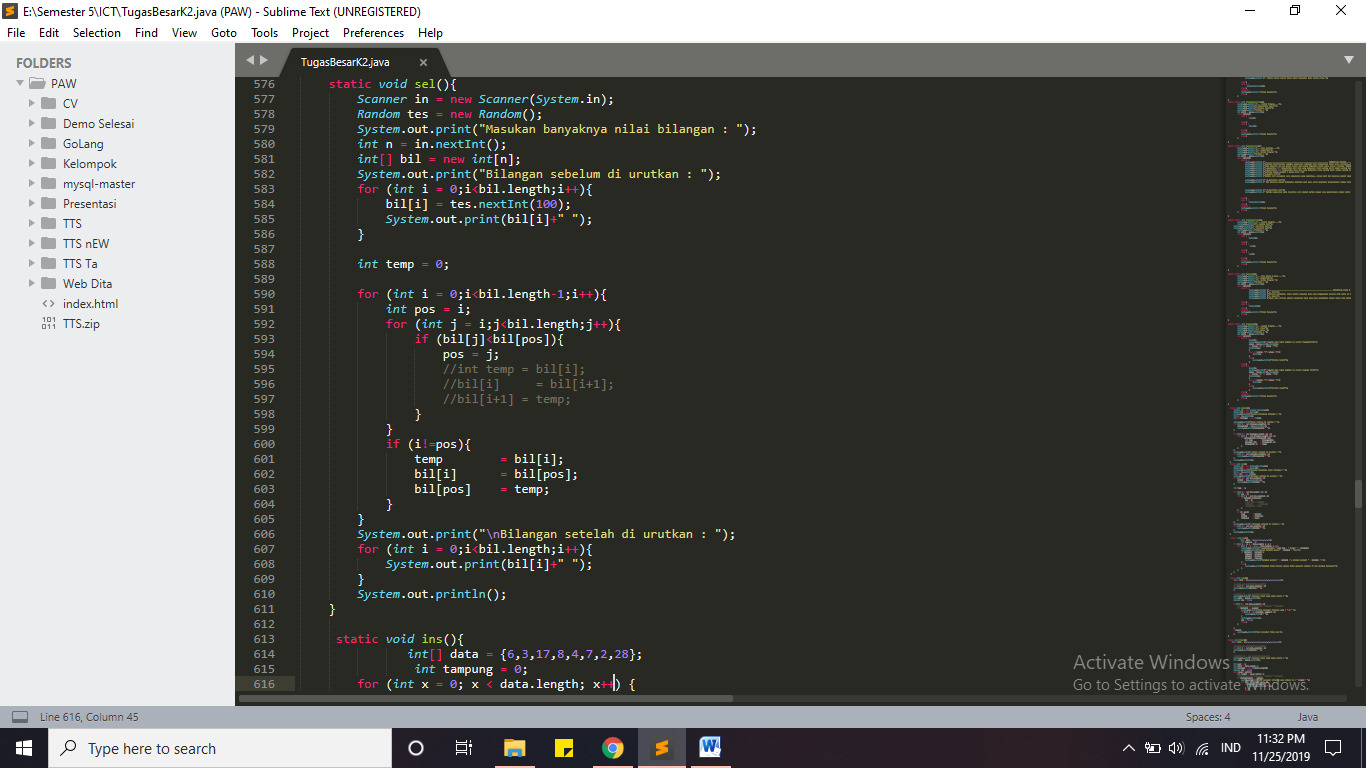 E:\Semester 5\ICT\TugasBesarK2.java (PAW) - Sublime Text (UNREGISTERED)
File Edit Selection Find View Goto Tools Project Preferences Help
FOLDERS
PAW
CV
Demo Selesai
GoLang
Kelompok
mysql-master
Presentasi
TTS
TTS nEW
TTS Ta
Web Dita
index.html
TTS.zip
TugasBesarK2.java
576 static void sel(){
577 Scanner in = new Scanner(System.in);
578 Random tes = new Random();
579 System.out.print("Masukan banyaknya nilai bilangan : ");
580 int n = in.nextInt();
581 int[] bil = new int[n];
582 System.out.print("Bilangan sebelum di urutkan : ");
583 for (int i = 0;i<bil.length;i++){
584 bil[i] = tes.nextInt(100);
585 System.out.print(bil[i]+" ");
586 }
587
588 int temp = 0;
589
590 for (int i = 0;i<bil.length-1;i++){
591 int pos = i;
592 for (int j = i;j<bil.length;j++){
593 if (bil[j]<bil[pos]){
594 pos = j;
595 //int temp = bil[i];
596 //bil[i]     = bil[i+1];
597 //bil[i+1] = temp;
598 }
599 }
600 if (i!=pos){
601 temp        = bil[i];
602 bil[i]      = bil[pos];
603 bil[pos]    = temp;
604 }
605 }
606 System.out.print("\nBilangan setelah di urutkan : ");
607 for (int i = 0;i<bil.length;i++){
608 System.out.print(bil[i]+" ");
609 }
610 System.out.println();
611 }
612
613 static void ins(){
614 int[] data = {6,3,17,8,4,7,2,28};
615 int tampung = 0;
616 for (int x = 0; x < data.length; x++) {
Activate Windows
Go to Settings to activate Windows.
Line 616, Column 45
Spaces: 4
Java
Type here to search
IND
11:32 PM
11/25/2019